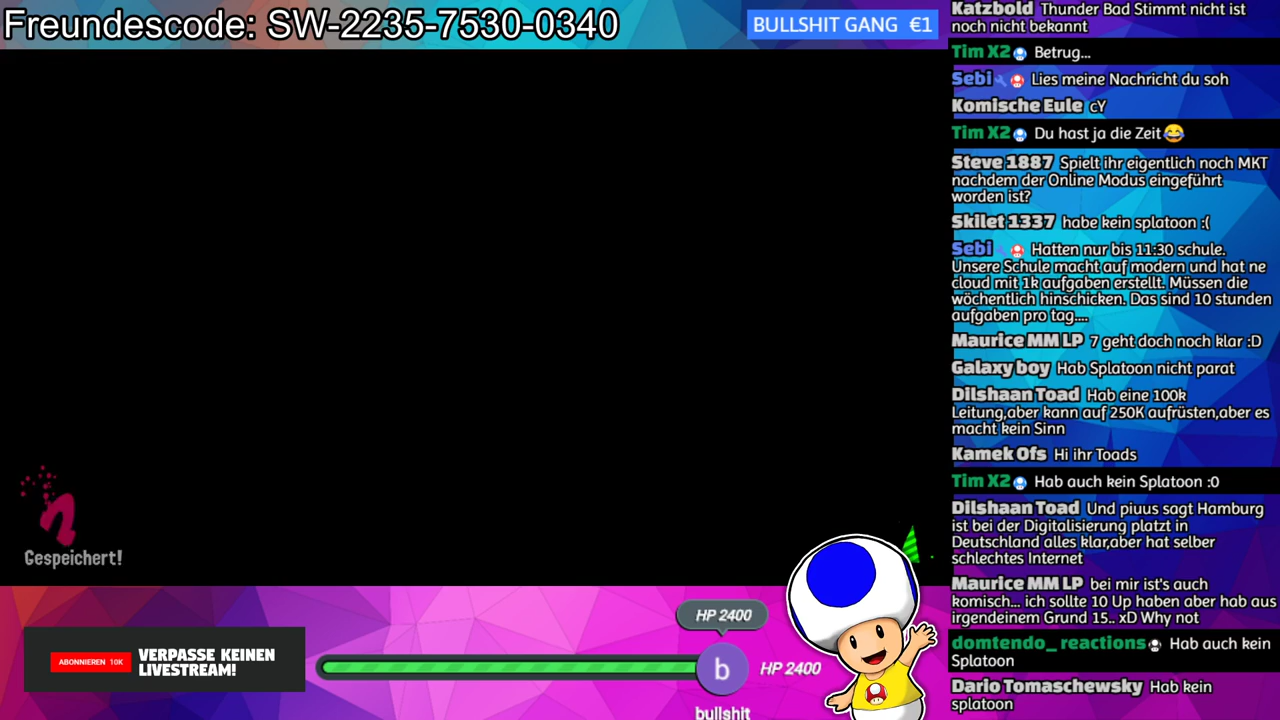 Freundescode: SW-2235-7530-0340
BULLSHIT GANG €1
Gespeichert!
ABONNIEREN 10K
VERPASSE KEINEN
LIVESTREAM!
HP 2400
b
HP 2400
bullshit
Katzbold Thunder Bad Stimmt nicht ist
noch nicht bekannt
Tim X2 Betrug...
Sebi Lies meine Nachricht du soh
Komische Eule cY
Tim X2 Du hast ja die Zeit😂
Steve 1887 Spielt ihr eigentlich noch MKT
nachdem der Online Modus eingeführt
worden ist?
Skilet 1337 habe kein splatoon :(
Sebi Hatten nur bis 11:30 schule.
Unsere Schule macht auf modern und hat ne
cloud mit 1k aufgaben erstellt. Müssen die
wöchentlich hinschicken. Das sind 10 stunden
aufgaben pro tag....
Maurice MM LP 7 geht doch noch klar :D
Galaxy boy Hab Splatoon nicht parat
Dilshaan Toad Hab eine 100k
Leitung,aber kann auf 250K aufrüsten,aber es
macht kein Sinn
Kamek Ofs Hi ihr Toads
Tim X2 Hab auch kein Splatoon :0
Dilshaan Toad Und piuus sagt Hamburg
ist bei der Digitalisierung platzt in
Deutschland alles klar,aber hat selber
schlechtes Internet
Maurice MM LP bei mir ist's auch
komisch... ich sollte 10 Up haben aber hab aus
irgendeinem Grund 15.. xD Why not
domtendo_reactions Hab auch kein
Splatoon
Dario Tomaschewsky Hab kein
splatoon